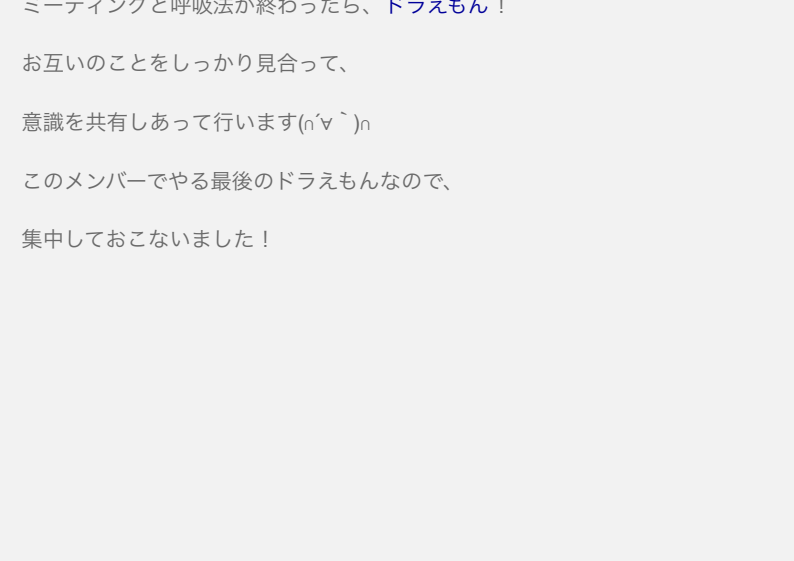 ミーティングと呼吸法が終わったら、ドラえもん！
お互いのことをしっかり見合って、
意識を共有しあって行います(∩´∀｀)∩
このメンバーでやる最後のドラえもんなので、
集中しておこないました！